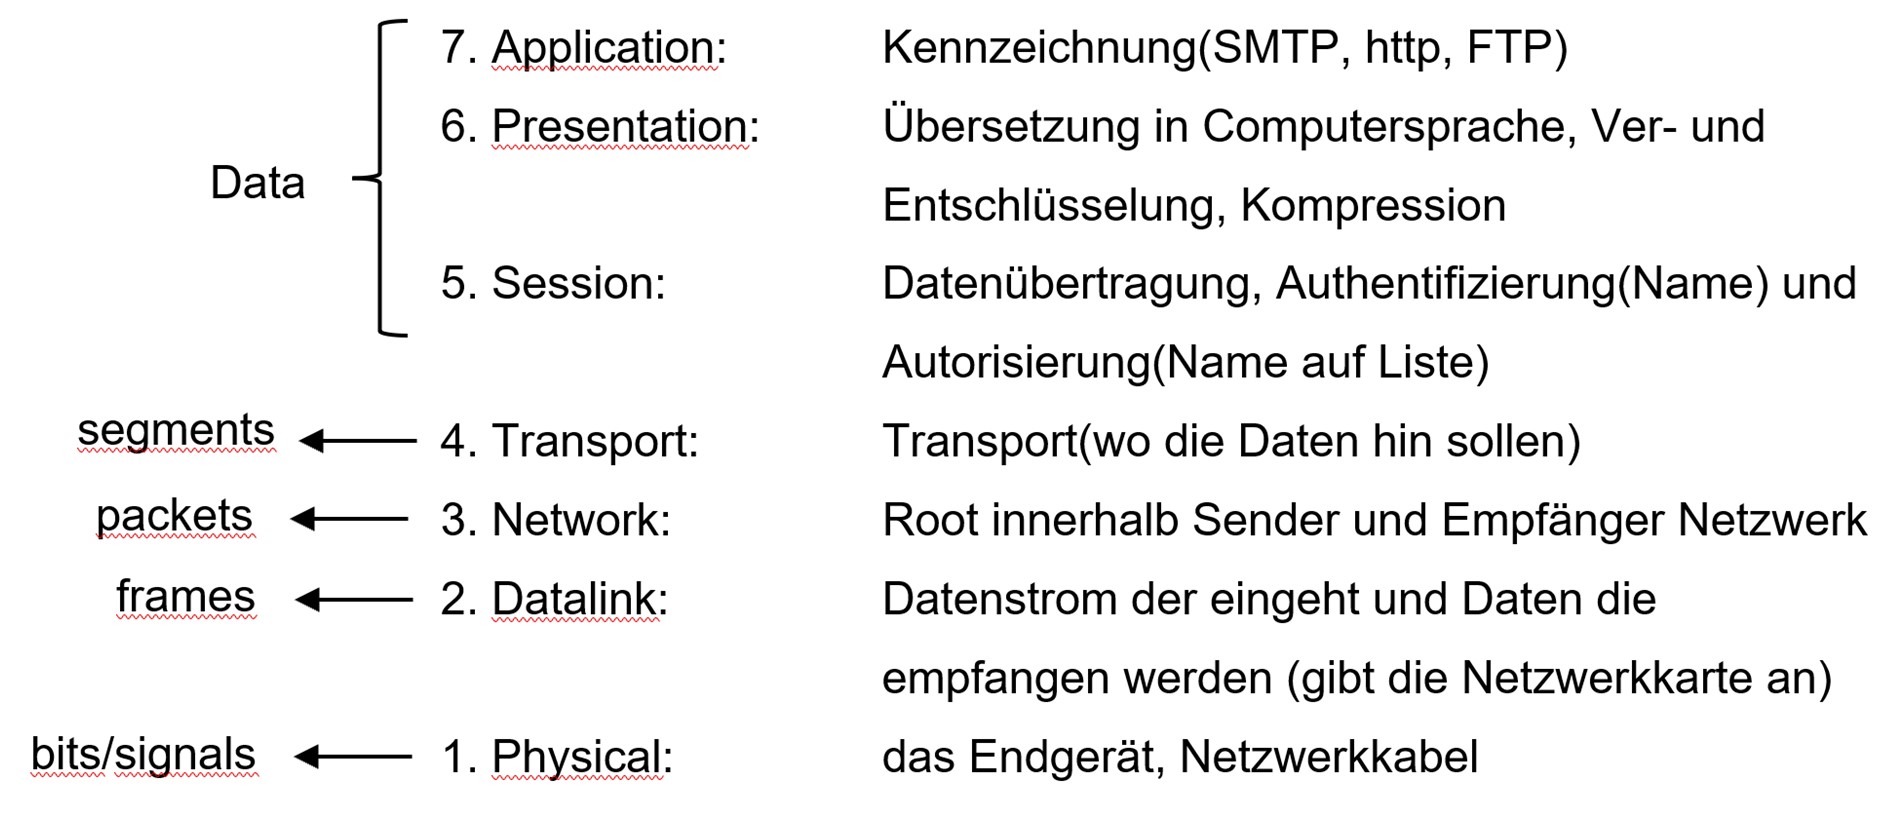 7. Application: Kennzeichnung(SMTP, http, FTP)
6. Presentation: Übersetzung in Computersprache, Ver- und
Data
Entschlüsselung, Kompression
5. Session: Datenübertragung, Authentifizierung(Name) und
Autorisierung(Name auf Liste)
segments 4. Transport: Transport(wo die Daten hin sollen)
packets 3. Network: Root innerhalb Sender und Empfänger Netzwerk
frames 2. Datalink: Datenstrom der eingeht und Daten die
empfangen werden (gibt die Netzwerkkarte an)
bits/signals 1. Physical: das Endgerät, Netzwerkkabel